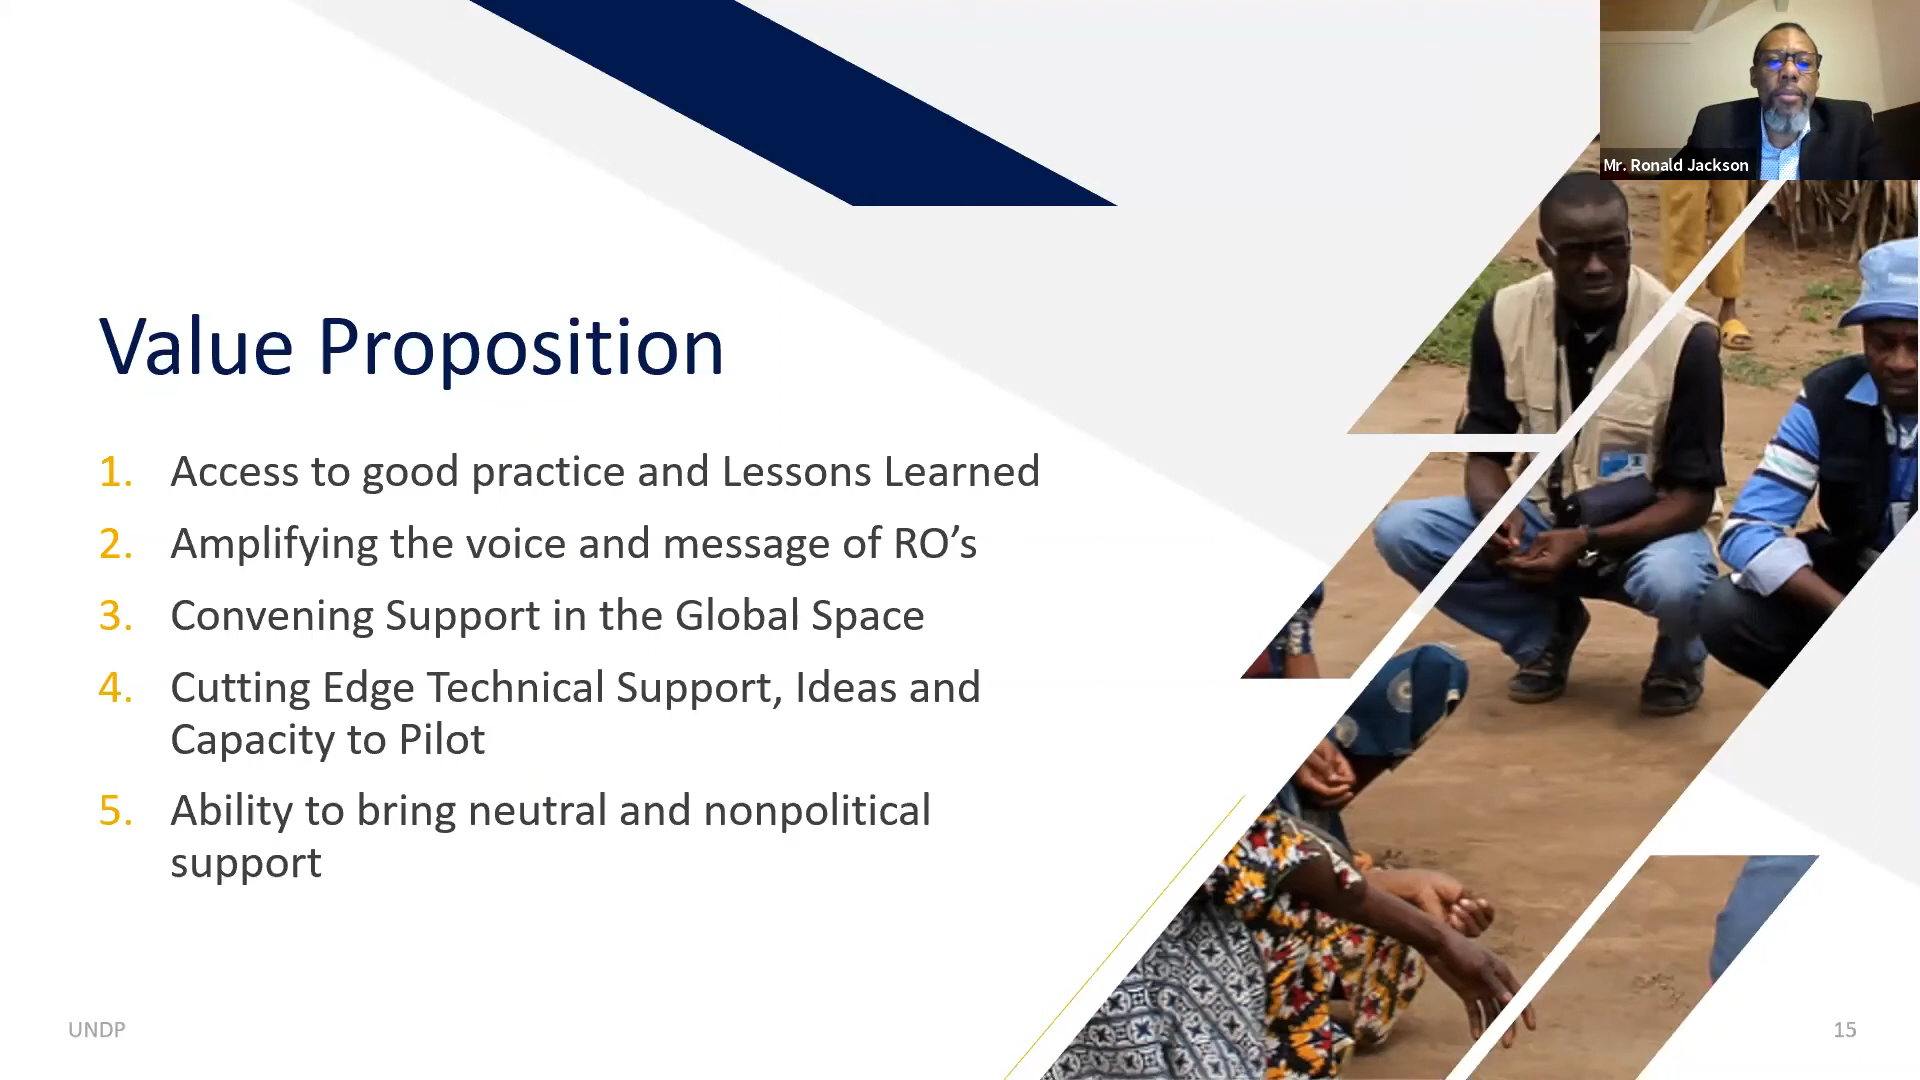 Mr. Ronald Jackson
Value Proposition
1. Access to good practice and Lessons Learned
2. Amplifying the voice and message of RO’s
3. Convening Support in the Global Space
4. Cutting Edge Technical Support, Ideas and
Capacity to Pilot
5. Ability to bring neutral and nonpolitical
support
UNDP
15